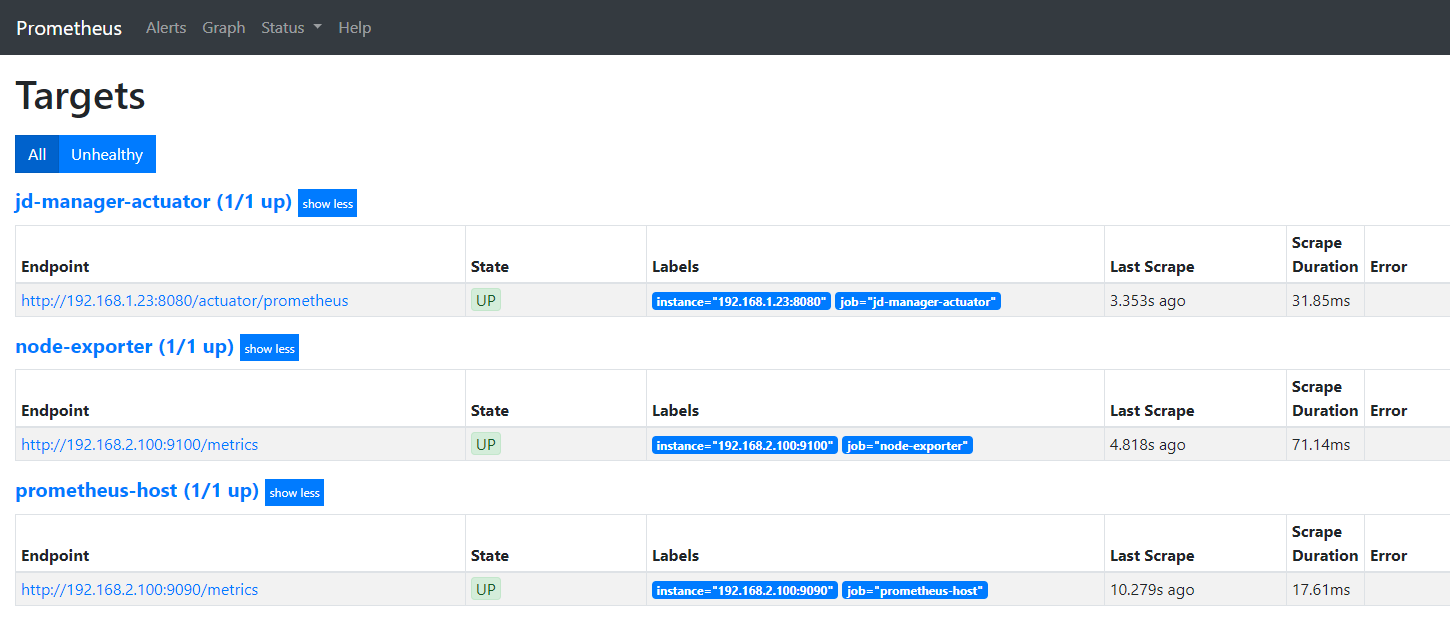 Prometheus Alerts Graph Status Help
Targets
All Unhealthy
jd-manager-actuator (1/1 up) show less
Endpoint State Labels Last Scrape Scrape Duration Error
http://192.168.1.23:8080/actuator/prometheus UP instance="192.168.1.23:8080" job="jd-manager-actuator" 3.353s ago 31.85ms
node-exporter (1/1 up) show less
Endpoint State Labels Last Scrape Scrape Duration Error
http://192.168.2.100:9100/metrics UP instance="192.168.2.100:9100" job="node-exporter" 4.818s ago 71.14ms
prometheus-host (1/1 up) show less
Endpoint State Labels Last Scrape Scrape Duration Error
http://192.168.2.100:9090/metrics UP instance="192.168.2.100:9090" job="prometheus-host" 10.279s ago 17.61ms